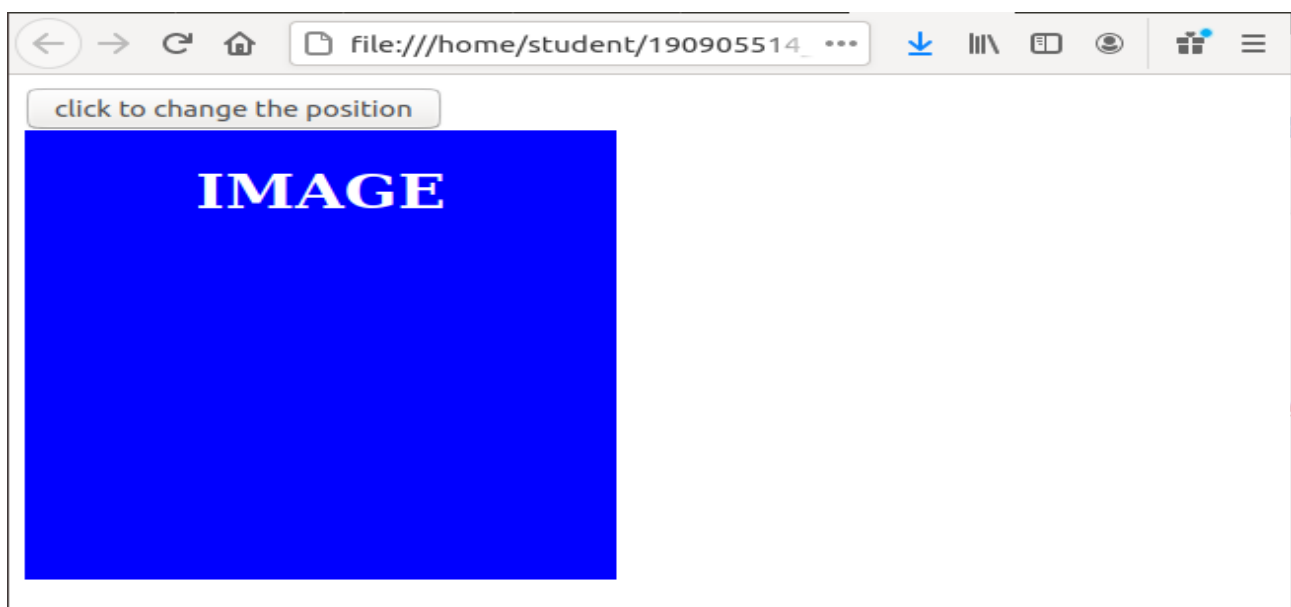 file:///home/student/190905514_ •••
click to change the position
IMAGE